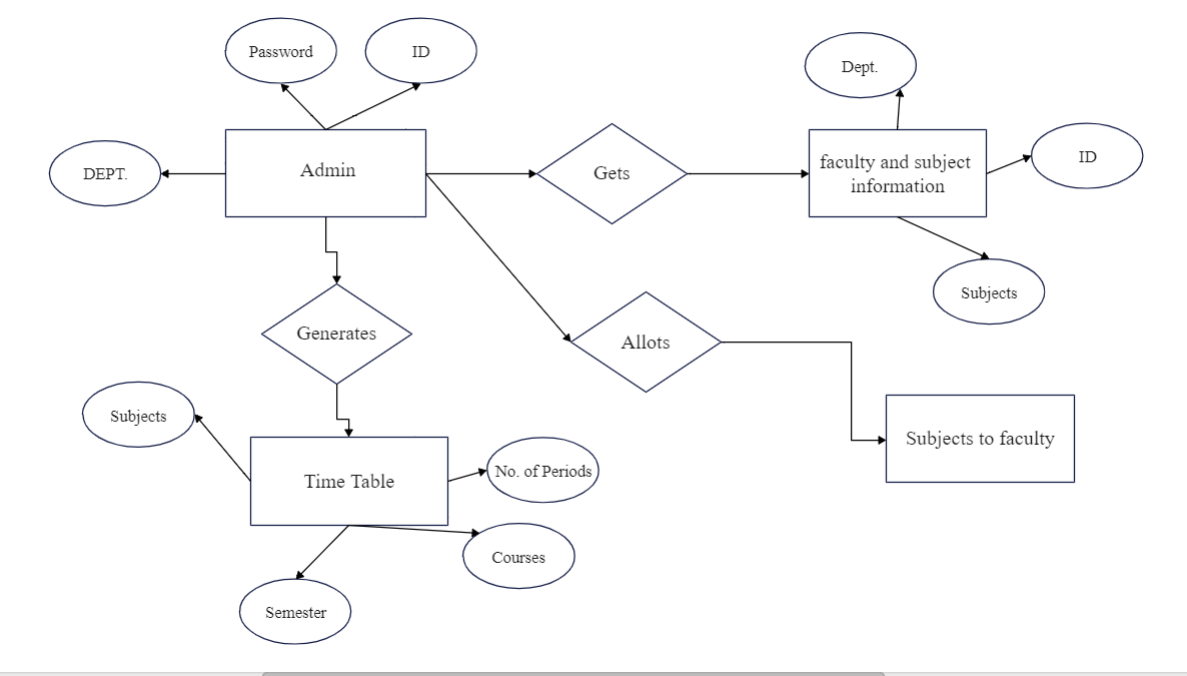 Password
ID
Dept.
DEPT.
Admin
Gets
faculty and subject
information
ID
Subjects
Generates
Allots
Subjects
Subjects to faculty
Time Table
No. of Periods
Courses
Semester